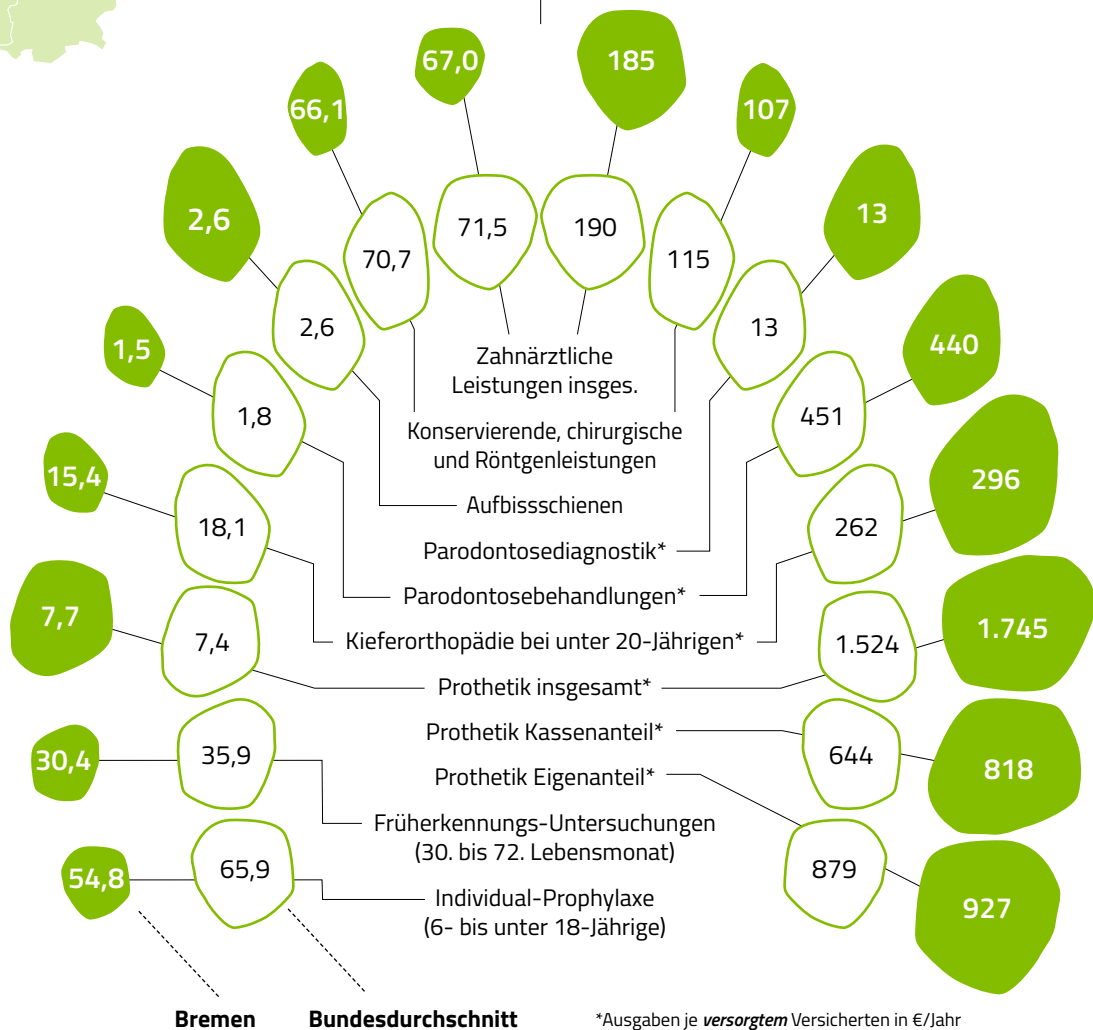 67,0
185
66,1
107
2,6
13
71,5
190
70,7
115
2,6
13
1,5
440
Zahnärztliche
Leistungen insges.
1,8
451
Konservierende, chirurgische
und Röntgenleistungen
15,4
296
Aufbissschienen
18,1
262
Parodontosediagnostik*
Parodontosebehandlungen*
7,7
1.745
7,4
Kieferorthopädie bei unter 20-Jährigen*
1.524
Prothetik insgesamt*
Prothetik Kassenanteil*
30,4
35,9
644
818
Prothetik Eigenanteil*
Früherkennungs-Untersuchungen
(30. bis 72. Lebensmonat)
54,8
65,9
879
Individual-Prophylaxe
(6- bis unter 18-Jährige)
927
Bremen
Bundesdurchschnitt
*Ausgaben je versorgtem Versicherten in €/Jahr